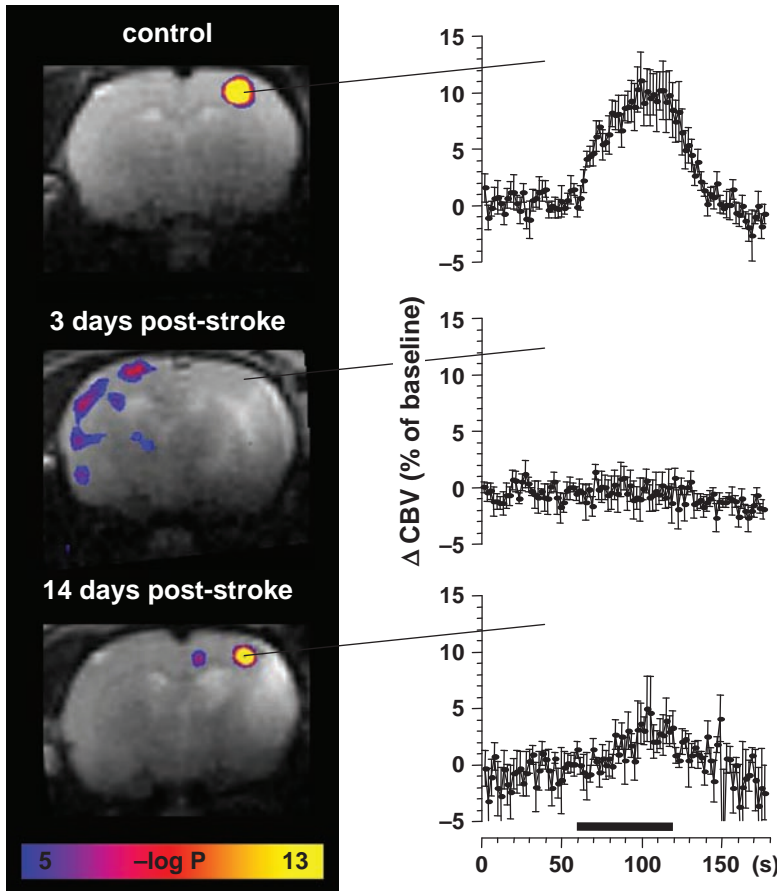 control
3 days post-stroke
14 days post-stroke
5 –log P 13
Δ CBV (% of baseline)
15
10
5
0
–5
15
10
5
0
–5
15
10
5
0
–5
0 50 100 150 (s)